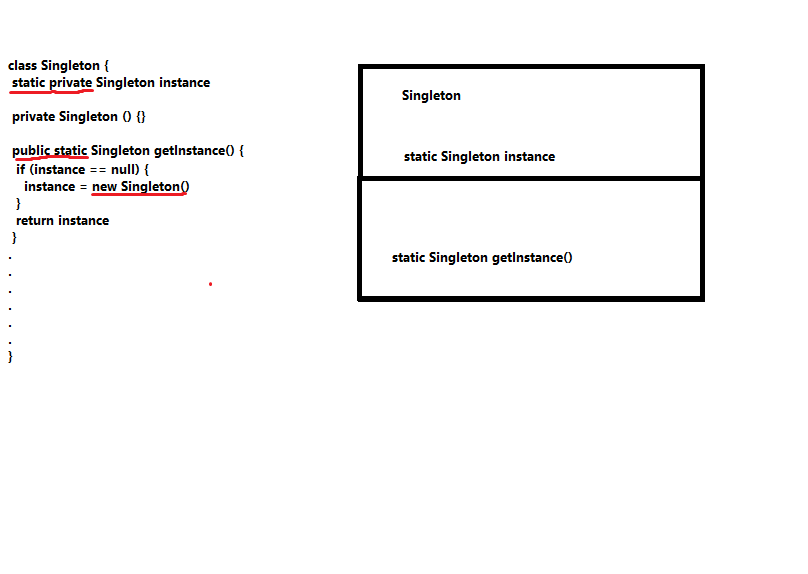 class Singleton {
static private Singleton instance
private Singleton () {}
public static Singleton getInstance() {
if (instance == null) {
instance = new Singleton()
}
return instance
}
.
.
.
.
.
.
}
Singleton
static Singleton instance
static Singleton getInstance()